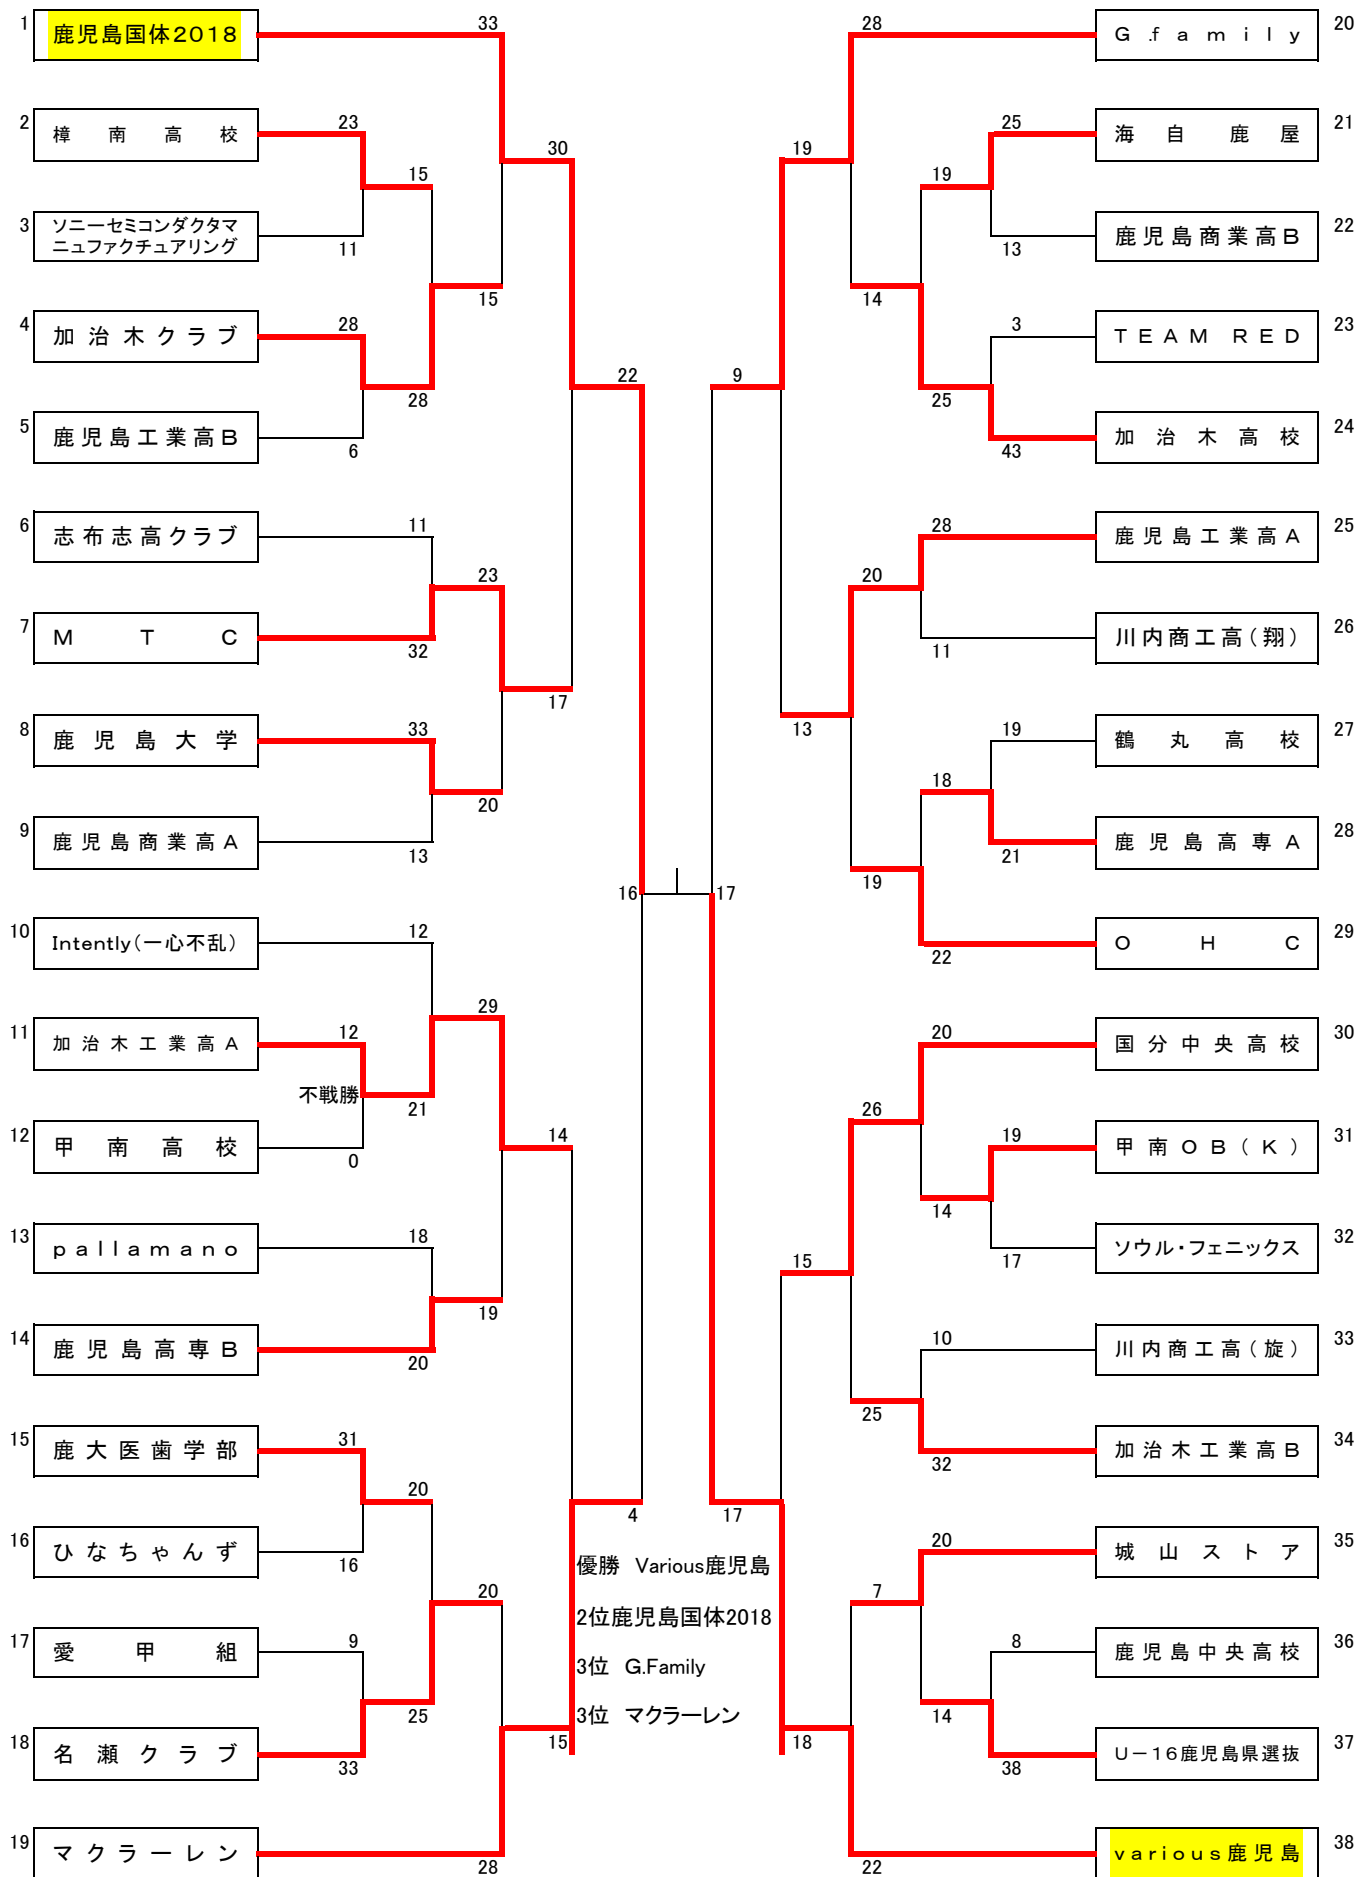 1 鹿児島国体2018 33
2 樟南高校 23
15
30
3 ソニーセミコンダクタマ
ニュファクチュアリング 11
15
4 加治木クラブ 28
28
22
5 鹿児島工業高B 6
6 志布志高クラブ 11
23
7 MTC 32
17
8 鹿児島大学 33
20
9 鹿児島商業高A 13
16
10 Intently(一心不乱) 12
29
11 加治木工業高A 12
不戦勝 21
12 甲南高校 0
14
13 pallamano 18
19
14 鹿児島高専B 20
15 鹿大医歯学部 31
20
4
16 ひなちゃんず 16
20
17 愛甲組 9
25
15
18 名瀬クラブ 33
19 マクラーレン 28
優勝 Various鹿児島
2位鹿児島国体2018
3位 G.Family
3位 マクラーレン
28 G.family 20
19
25 海自鹿屋 21
19
13 鹿児島商業高B 22
14
3 TEAM RED 23
9
25
43 加治木高校 24
28 鹿児島工業高A 25
20
11 川内商工高(翔) 26
13
19 鶴丸高校 27
18
21 鹿児島高専A 28
19
17
22 OHC 29
20 国分中央高校 30
26
19 甲南OB(K) 31
14
17 ソウル・フェニックス 32
15
10 川内商工高(旋) 33
25
32 加治木工業高B 34
17
20 城山ストア 35
7
8 鹿児島中央高校 36
14
18
38 U-16鹿児島県選抜 37
22 various鹿児島 38